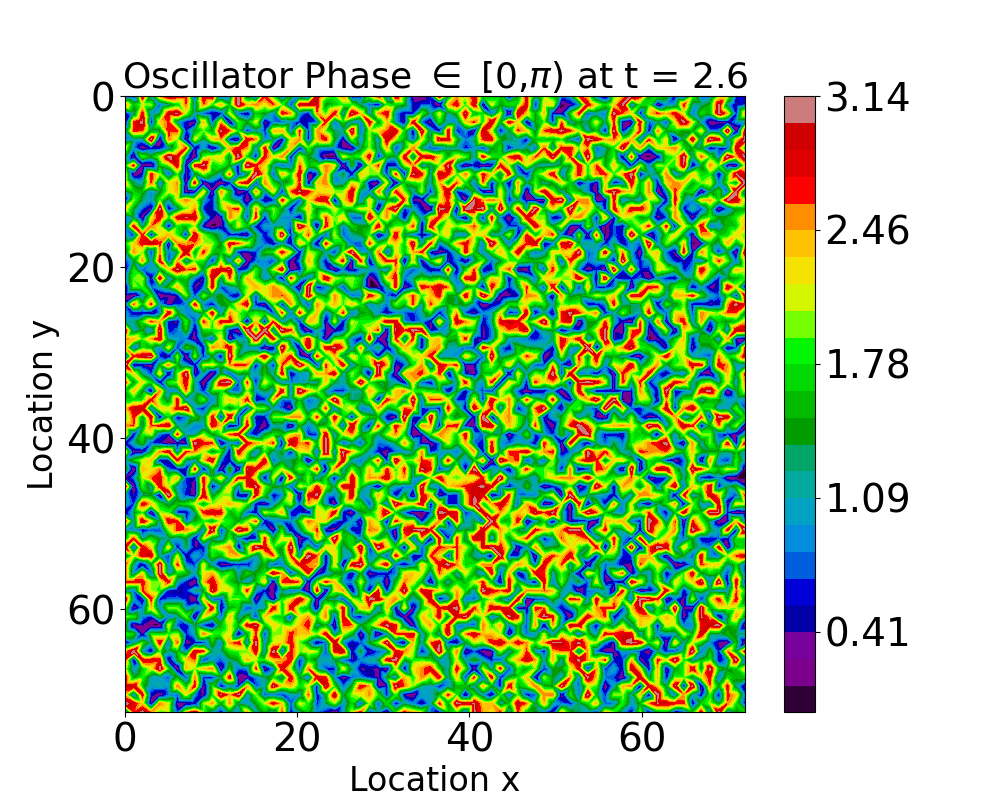 Oscillator Phase ∈ [0,π) at t = 2.6
0
20
40
60
Location y
0 20 40 60
Location x
3.14
2.46
1.78
1.09
0.41